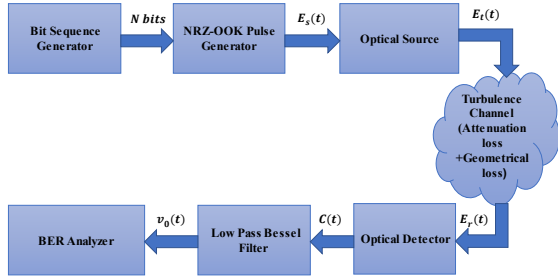 Bit Sequence
Generator
N bits
NRZ-OOK Pulse
Generator
E_s(t)
Optical Source
E_t(t)
Turbulence
Channel
(Attenuation
loss
+Geometrical
loss)
E_r(t)
Optical Detector
C(t)
Low Pass Bessel
Filter
v_0(t)
BER Analyzer